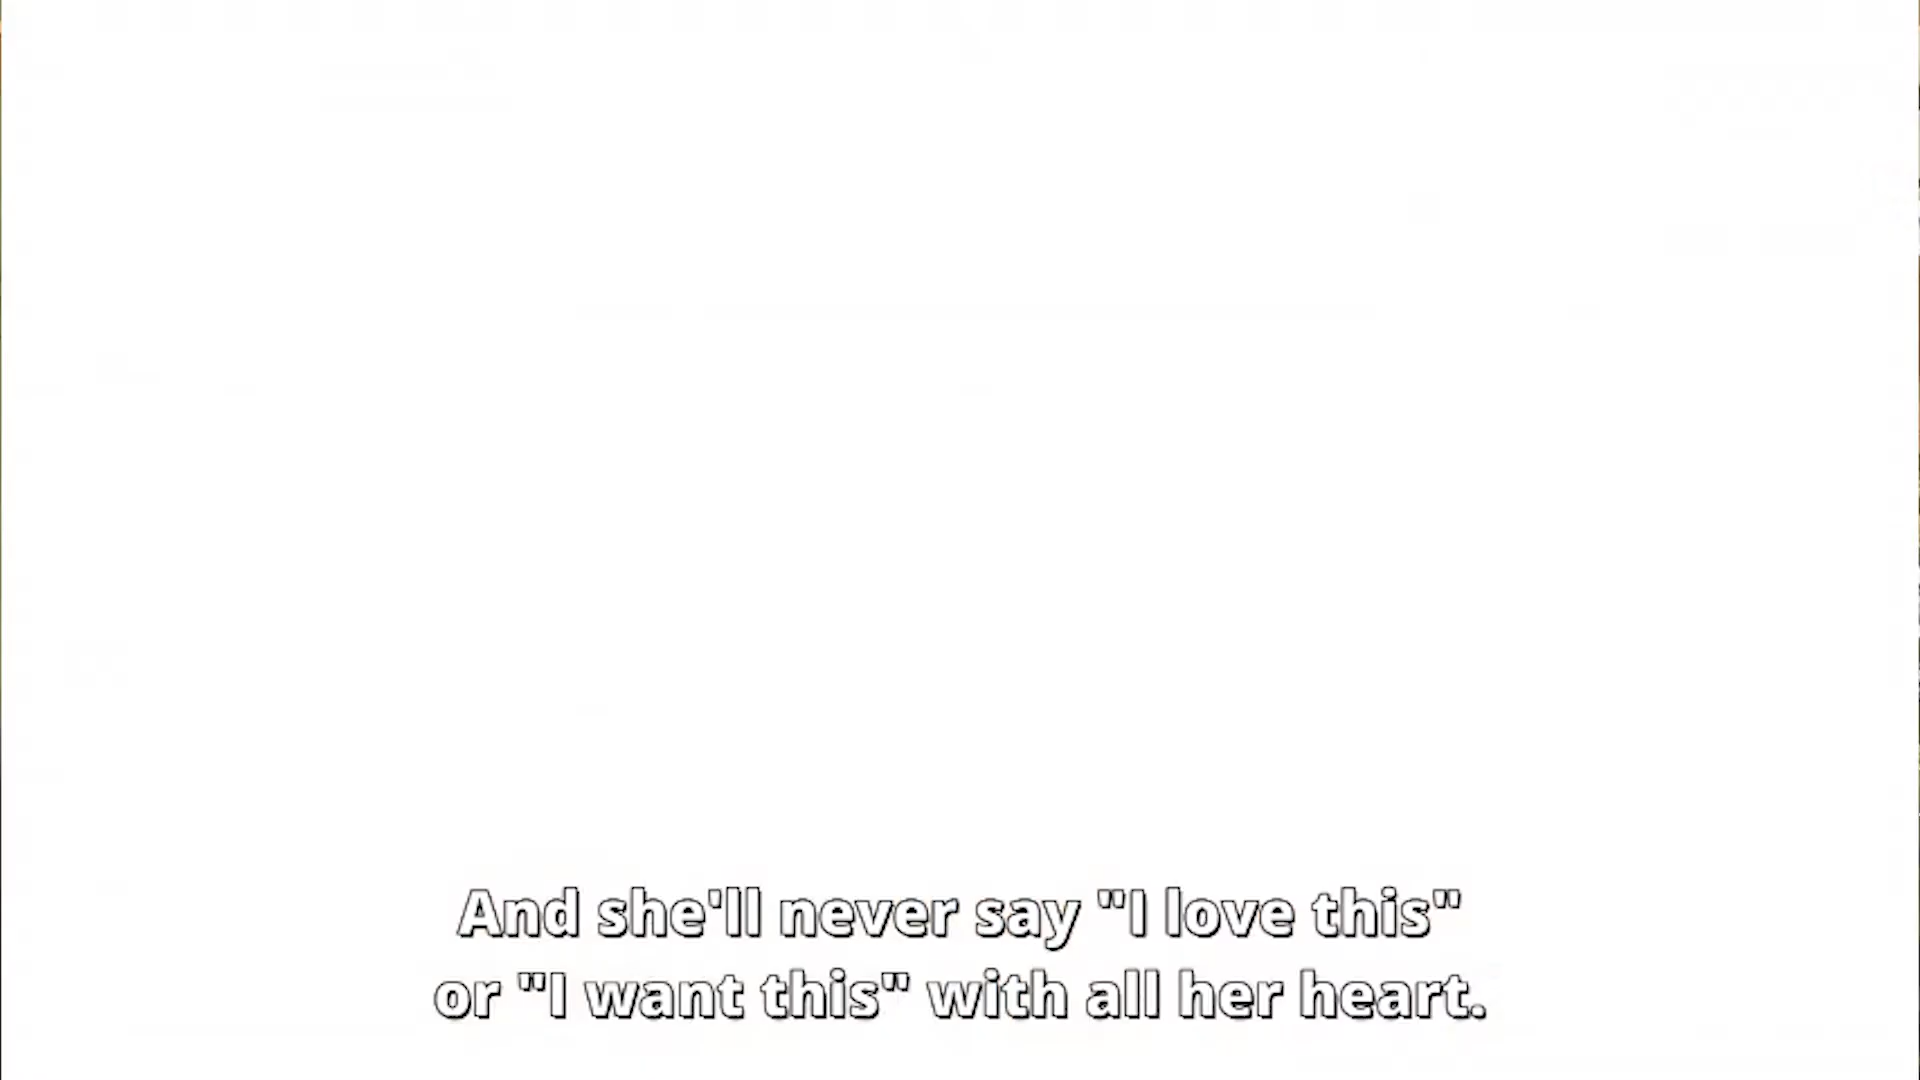 And she'll never say "I love this"
or "I want this" with all her heart.